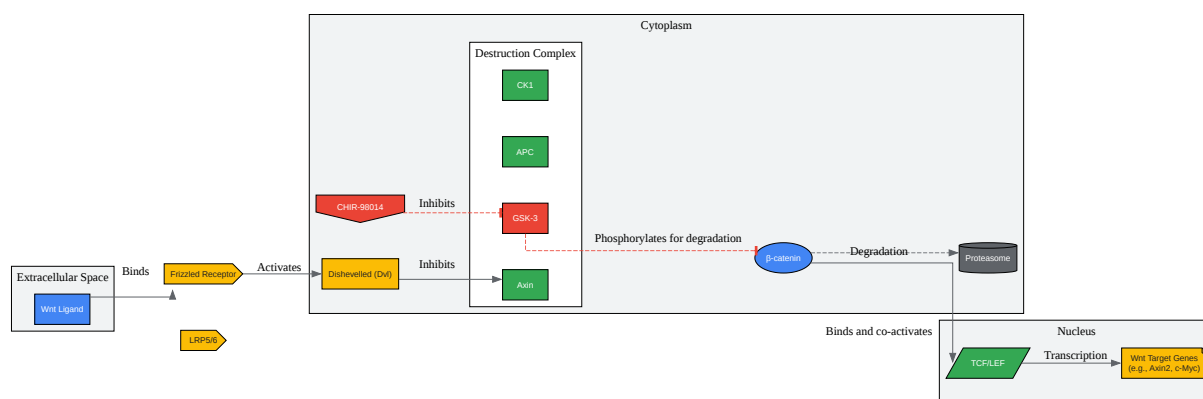 Cytoplasm
Destruction Complex
CK1
APC
CHIR-98014
Inhibits
GSK-3
Phosphorylates for degradation
β-catenin
Degradation
Proteasome
Extracellular Space
Wnt Ligand
Binds
Frizzled Receptor
Activates
Dishevelled (Dvl)
Inhibits
Axin
LRP5/6
Binds and co-activates
Nucleus
TCF/LEF
Transcription
Wnt Target Genes
(e.g., Axin2, c-Myc)